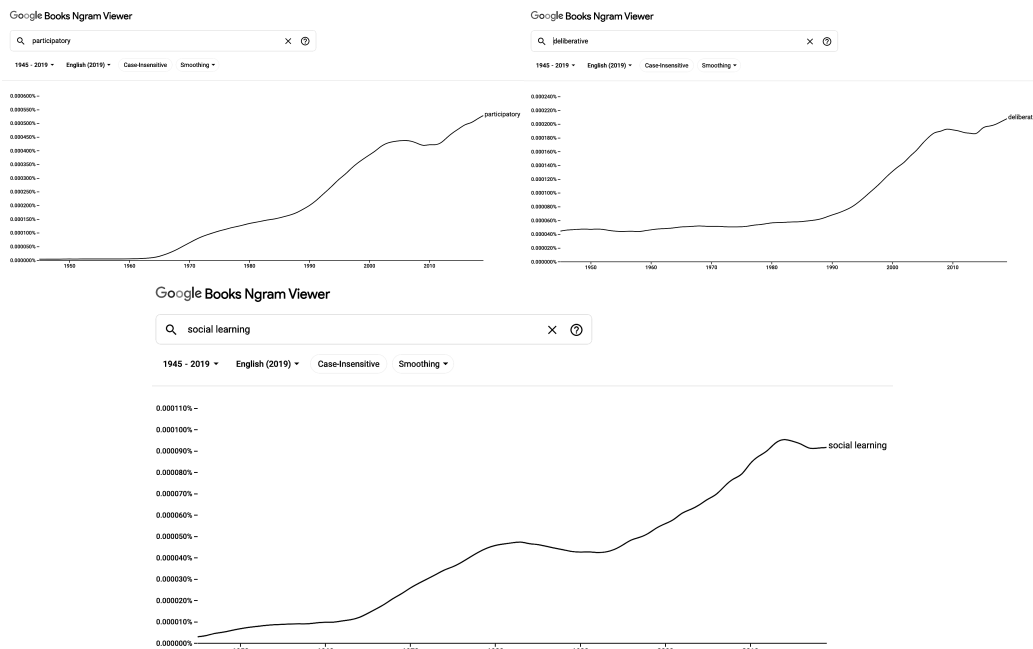 Google Books Ngram Viewer
participatory
1945 - 2019 English (2019) Case-Insensitive Smoothing
0.000600%
0.000550%
0.000500%
0.000450%
0.000400%
0.000350%
0.000300%
0.000250%
0.000200%
0.000150%
0.000100%
0.000050%
0.000000%
participatory
1950 1960 1970 1980 1990 2000 2010
Google Books Ngram Viewer
deliberative
1945 - 2019 English (2019) Case-Insensitive Smoothing
0.000240%
0.000220%
0.000200%
0.000180%
0.000160%
0.000140%
0.000120%
0.000100%
0.000080%
0.000060%
0.000040%
0.000020%
0.000000%
deliberat
1950 1960 1970 1980 1990 2000 2010
Google Books Ngram Viewer
social learning
1945 - 2019 English (2019) Case-Insensitive Smoothing
0.000110%
0.000100%
0.000090%
0.000080%
0.000070%
0.000060%
0.000050%
0.000040%
0.000030%
0.000020%
0.000010%
0.000000%
social learning